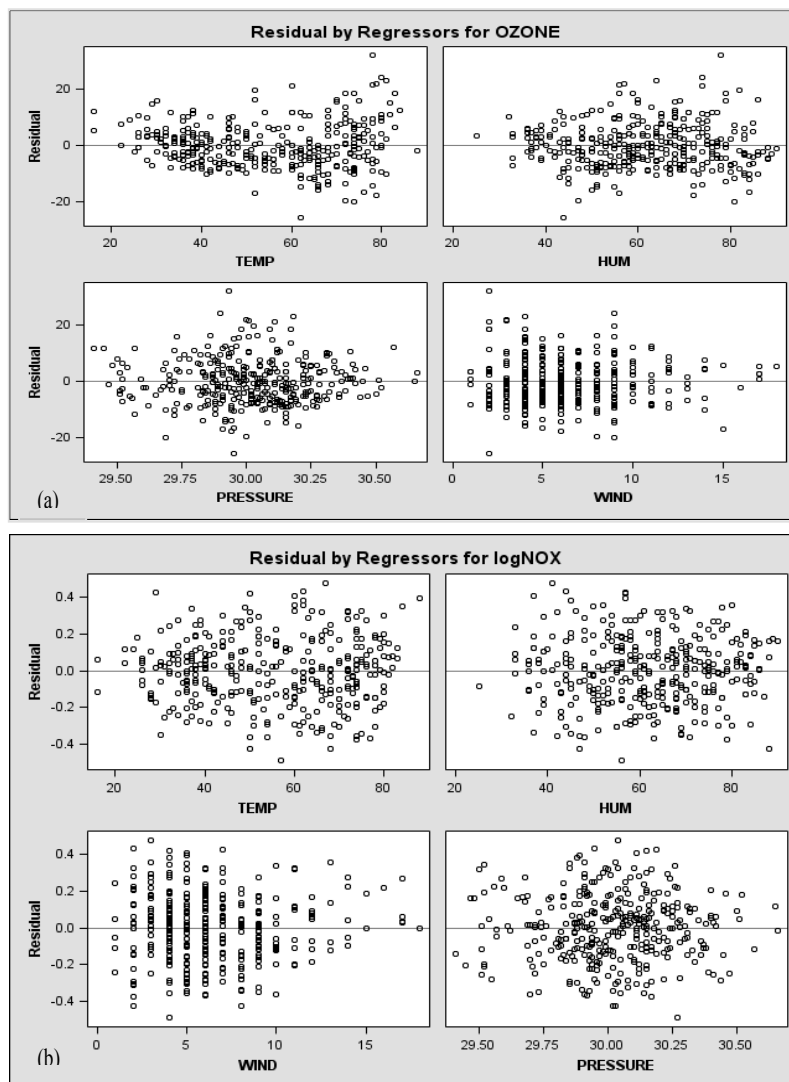 Residual by Regressors for OZONE
Residual
20
0
-20
20 40 60 80
TEMP
20 40 60 80
HUM
Residual
20
0
-20
29.50 29.75 30.00 30.25 30.50
PRESSURE
0 5 10 15
WIND
(a)
Residual by Regressors for logNOX
Residual
0.4
0.2
0.0
-0.2
-0.4
20 40 60 80
TEMP
20 40 60 80
HUM
Residual
0.4
0.2
0.0
-0.2
-0.4
0 5 10 15
WIND
29.50 29.75 30.00 30.25 30.50
PRESSURE
(b)